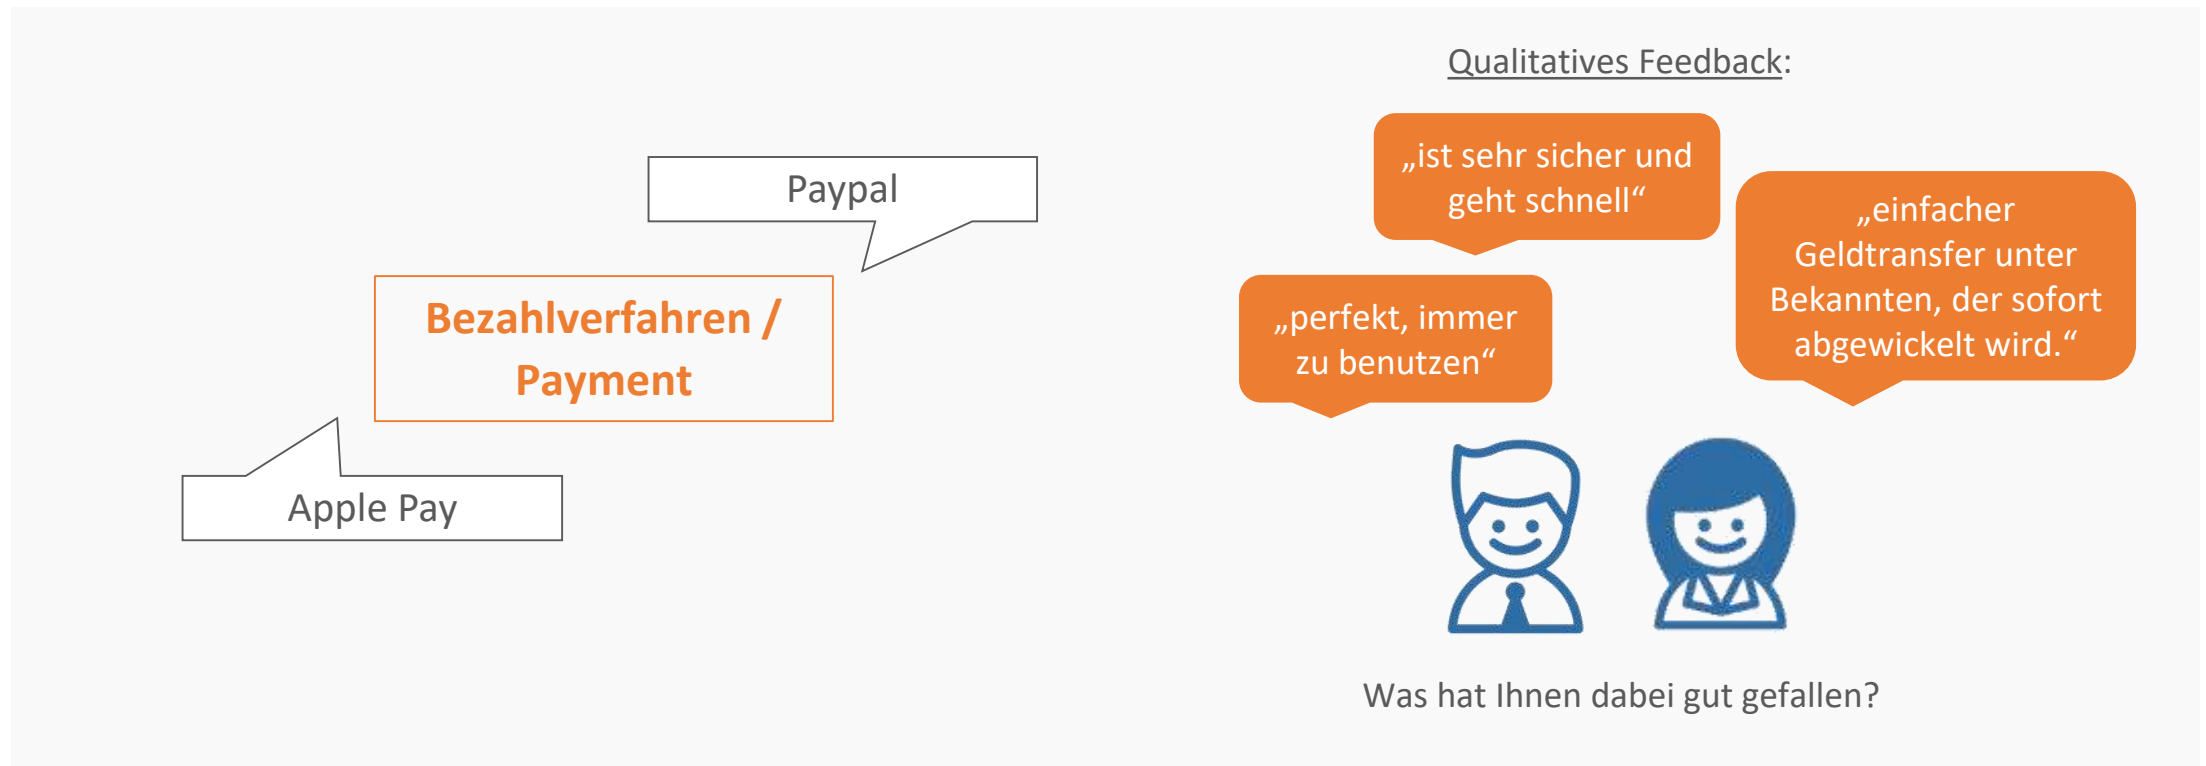 Paypal
Bezahlverfahren /
Payment
Apple Pay
Qualitatives Feedback:
„ist sehr sicher und
geht schnell“
„einfacher
Geldtransfer unter
Bekannten, der sofort
abgewickelt wird.“
„perfekt, immer
zu benutzen“
Was hat Ihnen dabei gut gefallen?